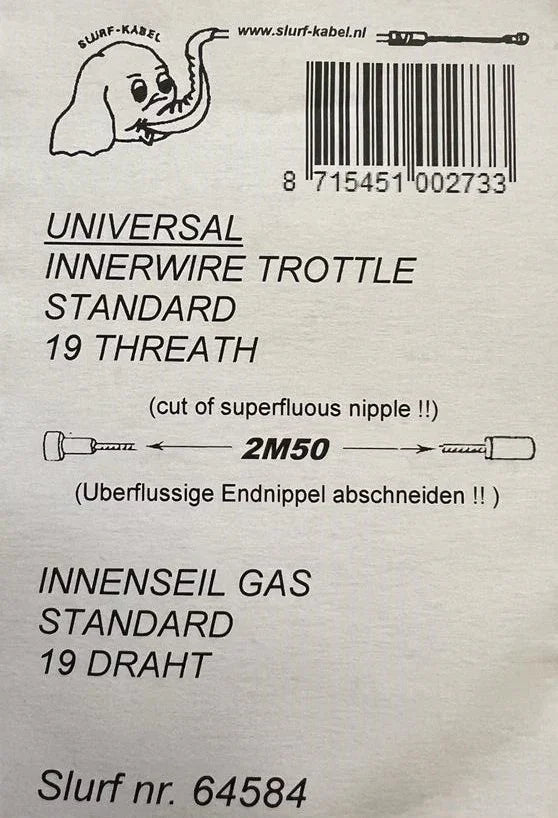 SLURF-KABEL
www.slurf-kabel.nl
8 715451 002733
UNIVERSAL
INNERWIRE TROTTLE
STANDARD
19 THREATH
(cut of superfluous nipple !!)
2M50
(Uberflussige Endnippel abschneiden !! )
INNENSEIL GAS
STANDARD
19 DRAHT
Slurf nr. 64584